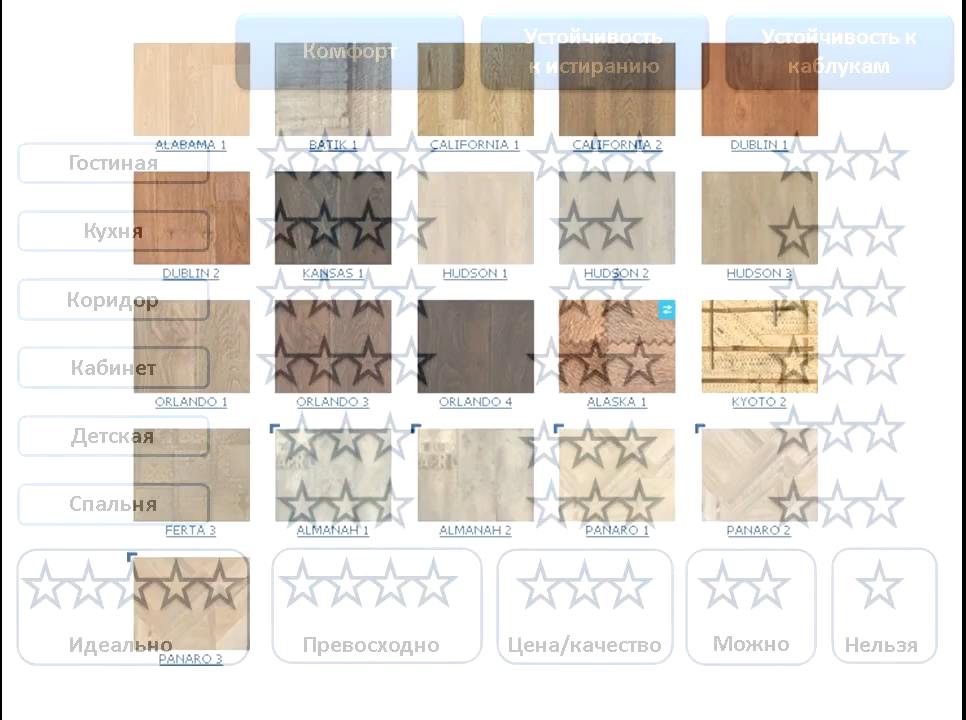 Комфорт
Устойчивость
к истиранию
Устойчивость к
каблукам
ALABAMA 1
BATIK 1
CALIFORNIA 1
CALIFORNIA 2
DUBLIN 1
Гостиная
Кухня
DUBLIN 2
KANSAS 1
HUDSON 1
HUDSON 2
HUDSON 3
Коридор
Кабинет
ORLANDO 1
ORLANDO 3
ORLANDO 4
ALASKA 1
KYOTO 2
Детская
Спальня
FERTA 3
ALMANAH 1
ALMANAH 2
PANARO 1
PANARO 2
Идеально
Превосходно
Цена/качество
Можно
Нельзя
PANARO 3